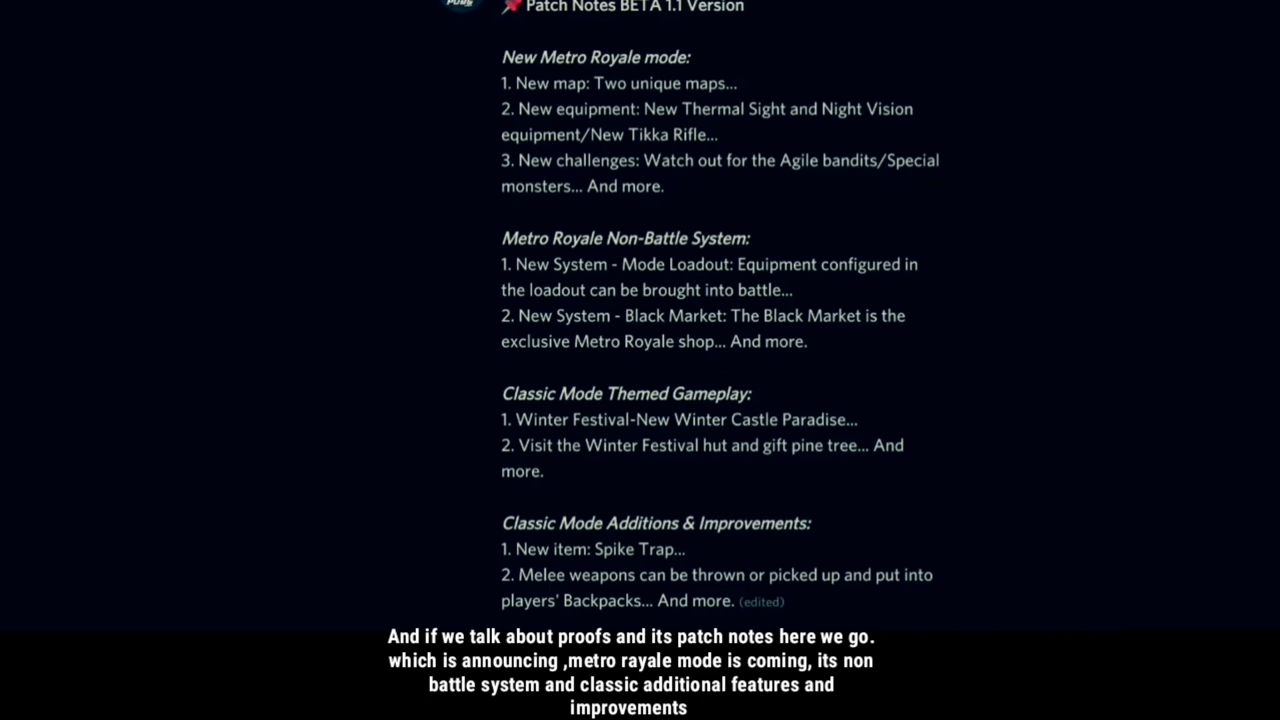 PUBG
📌 Patch Notes BETA 1.1 Version
New Metro Royale mode:
1. New map: Two unique maps...
2. New equipment: New Thermal Sight and Night Vision
equipment/New Tikka Rifle...
3. New challenges: Watch out for the Agile bandits/Special
monsters... And more.
Metro Royale Non-Battle System:
1. New System - Mode Loadout: Equipment configured in
the loadout can be brought into battle...
2. New System - Black Market: The Black Market is the
exclusive Metro Royale shop... And more.
Classic Mode Themed Gameplay:
1. Winter Festival-New Winter Castle Paradise...
2. Visit the Winter Festival hut and gift pine tree... And
more.
Classic Mode Additions & Improvements:
1. New item: Spike Trap...
2. Melee weapons can be thrown or picked up and put into
players' Backpacks... And more. (edited)
And if we talk about proofs and its patch notes here we go.
which is announcing ,metro rayale mode is coming, its non
battle system and classic additional features and
improvements